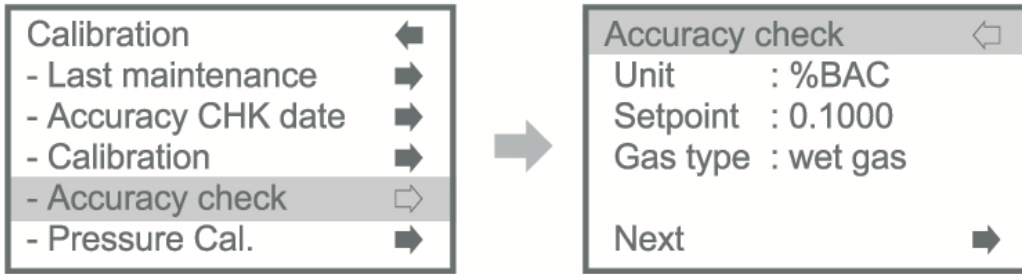 Calibration
- Last maintenance
- Accuracy CHK date
- Calibration
- Accuracy check
- Pressure Cal.
Accuracy check
Unit : %BAC
Setpoint : 0.1000
Gas type : wet gas
Next